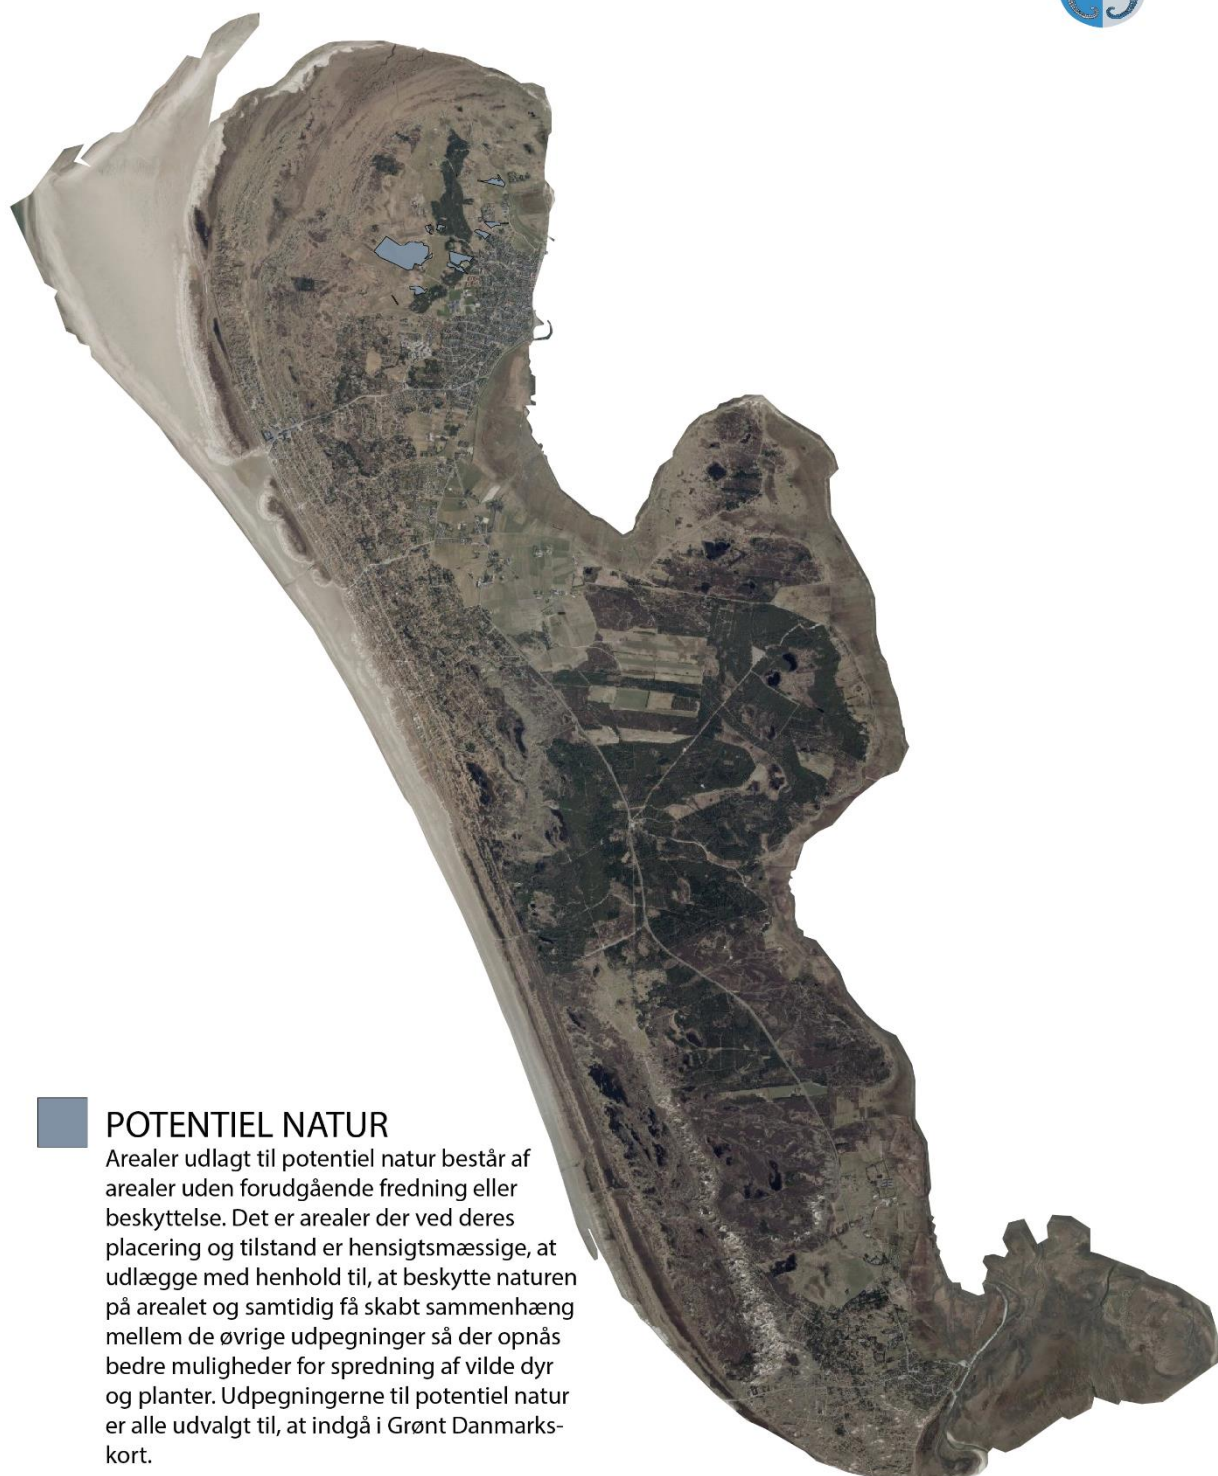 POTENTIEL NATUR
Arealer udlagt til potentiel natur består af
arealer uden forudgående fredning eller
beskyttelse. Det er arealer der ved deres
placering og tilstand er hensigtsmæssige, at
udlægge med henhold til, at beskytte naturen
på arealet og samtidig få skabt sammenhæng
mellem de øvrige udpegninger så der opnås
bedre muligheder for spredning af vilde dyr
og planter. Udpegningerne til potentiel natur
er alle udvalgt til, at indgå i Grønt Danmarks-
kort.